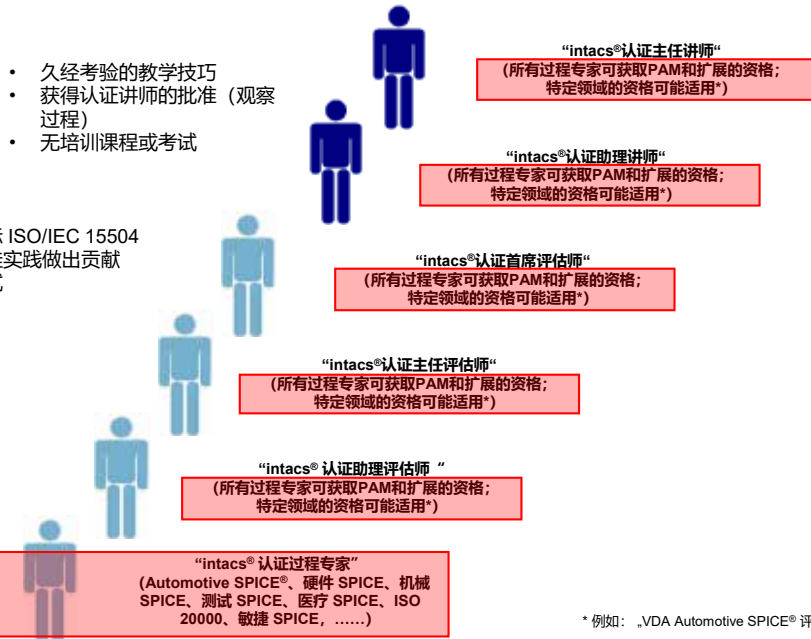 “intacs®认证主任讲师“
（所有过程专家可获取PAM和扩展的资格；
特定领域的资格可能适用*）
• 久经考验的教学技巧
• 获得认证讲师的批准（观察
过程）
• 无培训课程或考试
“intacs®认证助理讲师“
（所有过程专家可获取PAM和扩展的资格；
特定领域的资格可能适用*）
ISO/IEC 15504
实践做出贡献
“intacs®认证首席评估师“
（所有过程专家可获取PAM和扩展的资格；
特定领域的资格可能适用*）
“intacs®认证主任评估师“
（所有过程专家可获取PAM和扩展的资格；
特定领域的资格可能适用*）
“intacs® 认证助理评估师 “
（所有过程专家可获取PAM和扩展的资格；
特定领域的资格可能适用*）
“intacs® 认证过程专家”
（Automotive SPICE®、硬件 SPICE、机械
SPICE、测试 SPICE、医疗 SPICE、ISO
20000、敏捷 SPICE，……）
* 例如： „VDA Automotive SPICE® 评